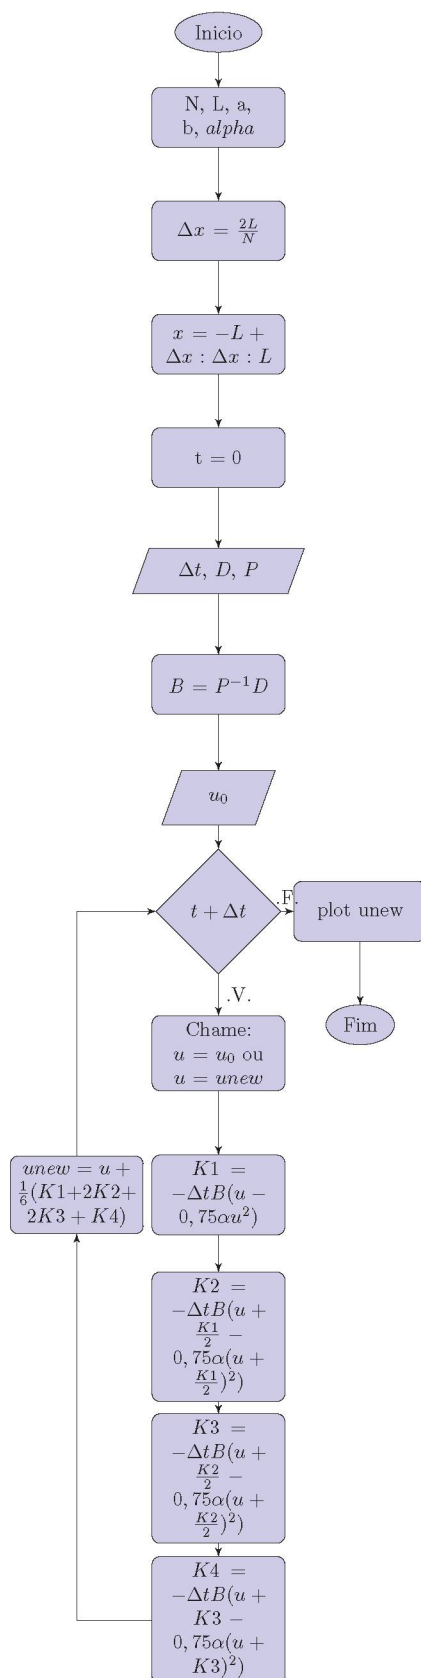 Inicio
N, L, a,
b, alpha
Δx = 2L/N
x = −L +
Δx : Δx : L
t = 0
Δt, D, P
B = P⁻¹D
u₀
t + Δt
.F.
plot unew
Fim
.V.
Chame:
u = u₀ ou
u = unew
K1 =
−ΔtB(u −
0,75αu²)
K2 =
−ΔtB(u +
K1/2 −
0,75α(u +
K1/2)²)
K3 =
−ΔtB(u +
K2/2 −
0,75α(u +
K2/2)²)
K4 =
−ΔtB(u +
K3 −
0,75α(u +
K3)²)
unew = u +
1/6(K1+2K2+
2K3 + K4)